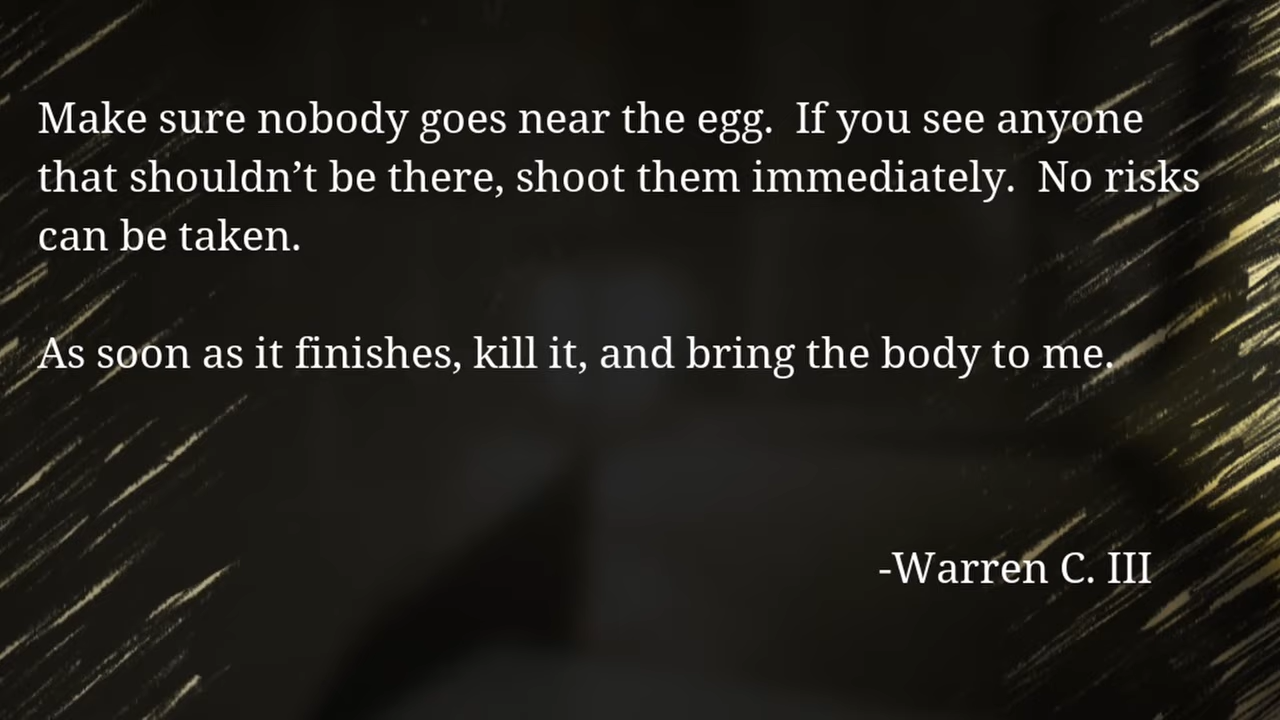 Make sure nobody goes near the egg.  If you see anyone
that shouldn’t be there, shoot them immediately.  No risks
can be taken.
As soon as it finishes, kill it, and bring the body to me.
-Warren C. III